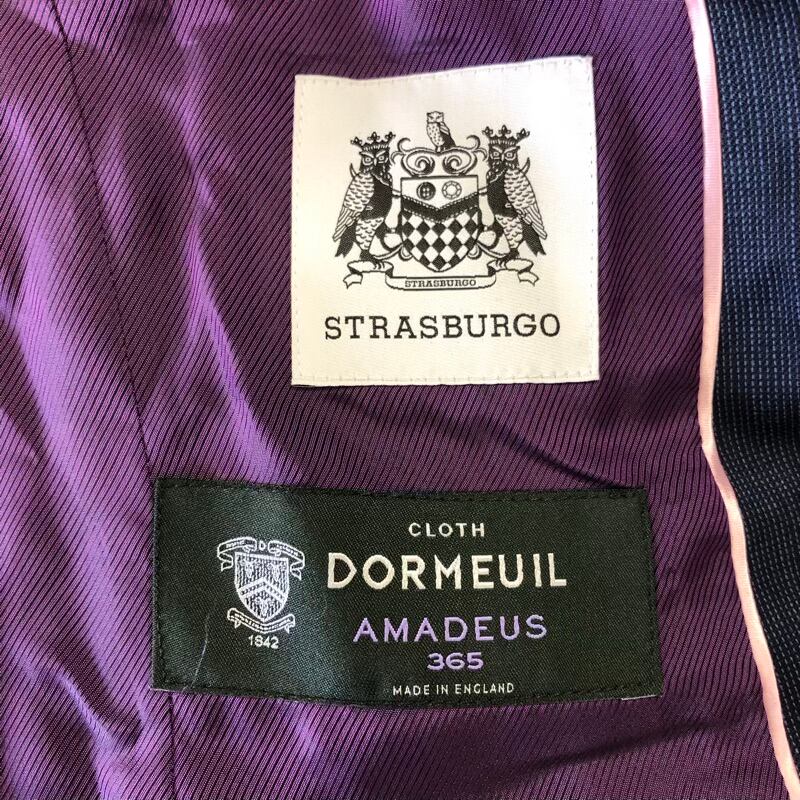 STRASBURGO
STRASBURGO
CLOTH
DORMEUIL
D
1842
AMADEUS
365
MADE IN ENGLAND